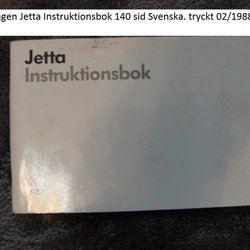 gen Jetta Instruktionsbok 140 sid Svenska. tryckt 02/1988
Jetta
Instruktionsbok